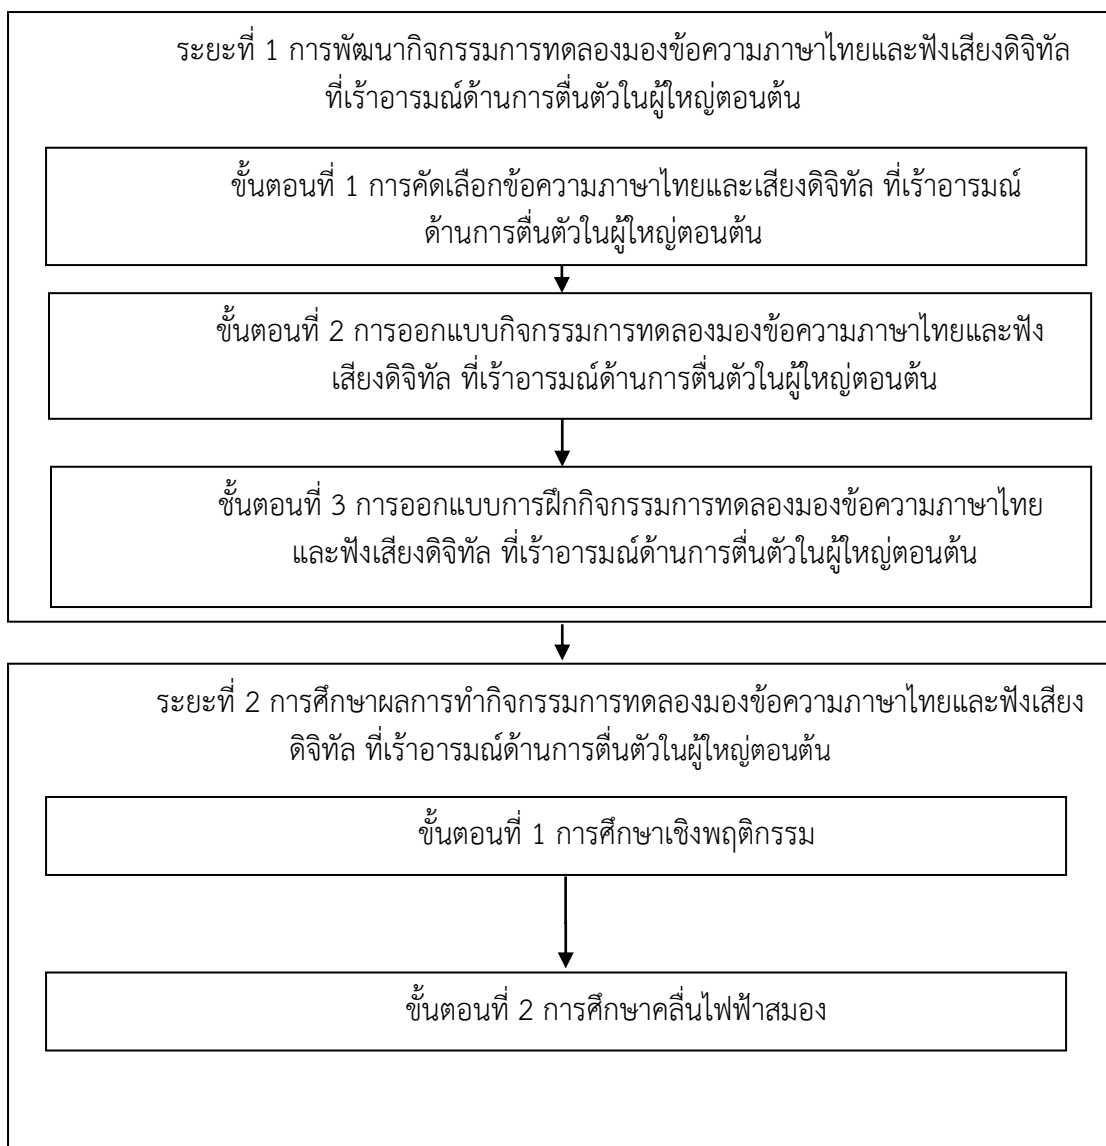 ระยะที่ 1 การพัฒนากิจกรรมการทดลองมองข้อความภาษาไทยและฟังเสียงดิจิทัล
ที่เร้าอารมณ์ด้านการตื่นตัวในผู้ใหญ่ตอนต้น
ขั้นตอนที่ 1 การคัดเลือกข้อความภาษาไทยและเสียงดิจิทัล ที่เร้าอารมณ์
ด้านการตื่นตัวในผู้ใหญ่ตอนต้น
ขั้นตอนที่ 2 การออกแบบกิจกรรมการทดลองมองข้อความภาษาไทยและฟัง
เสียงดิจิทัล ที่เร้าอารมณ์ด้านการตื่นตัวในผู้ใหญ่ตอนต้น
ชั้นตอนที่ 3 การออกแบบการฝึกกิจกรรมการทดลองมองข้อความภาษาไทย
และฟังเสียงดิจิทัล ที่เร้าอารมณ์ด้านการตื่นตัวในผู้ใหญ่ตอนต้น
ระยะที่ 2 การศึกษาผลการทำกิจกรรมการทดลองมองข้อความภาษาไทยและฟังเสียง
ดิจิทัล ที่เร้าอารมณ์ด้านการตื่นตัวในผู้ใหญ่ตอนต้น
ขั้นตอนที่ 1 การศึกษาเชิงพฤติกรรม
ขั้นตอนที่ 2 การศึกษาคลื่นไฟฟ้าสมอง